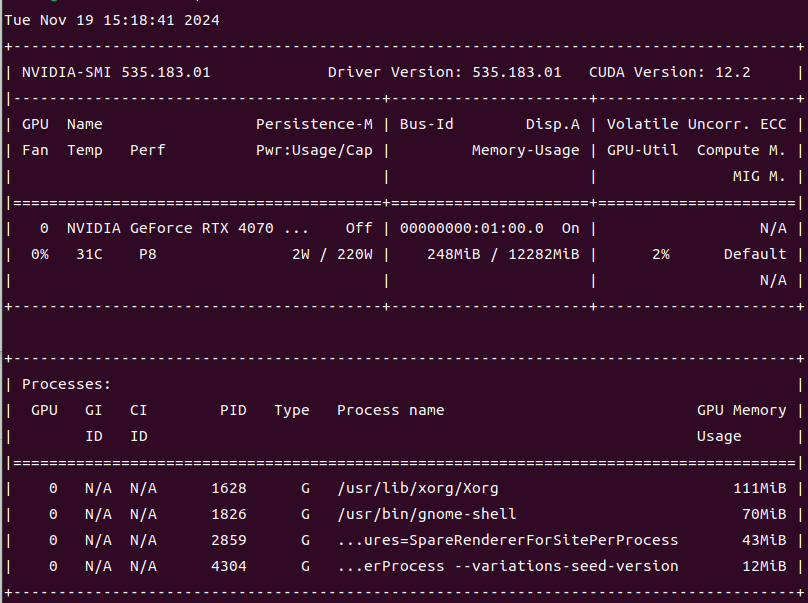 Tue Nov 19 15:18:41 2024
+---------------------------------------------------------------------------------------+
| NVIDIA-SMI 535.183.01             Driver Version: 535.183.01   CUDA Version: 12.2     |
|-----------------------------------------+----------------------+----------------------+
| GPU  Name                 Persistence-M | Bus-Id        Disp.A | Volatile Uncorr. ECC |
| Fan  Temp   Perf          Pwr:Usage/Cap |         Memory-Usage | GPU-Util  Compute M. |
|                                         |                      |               MIG M. |
|=========================================+======================+======================|
|   0  NVIDIA GeForce RTX 4070 ...    Off | 00000000:01:00.0  On |                  N/A |
|  0%   31C    P8               2W / 220W |    248MiB / 12282MiB |      2%      Default |
|                                         |                      |                  N/A |
+-----------------------------------------+----------------------+----------------------+

+---------------------------------------------------------------------------------------+
| Processes:                                                                            |
|  GPU   GI   CI        PID   Type   Process name                            GPU Memory |
|        ID   ID                                                             Usage      |
|=======================================================================================|
|    0   N/A  N/A      1628      G   /usr/lib/xorg/Xorg                          111MiB |
|    0   N/A  N/A      1826      G   /usr/bin/gnome-shell                         70MiB |
|    0   N/A  N/A      2859      G   ...ures=SpareRendererForSitePerProcess       43MiB |
|    0   N/A  N/A      4304      G   ...erProcess --variations-seed-version       12MiB |
+---------------------------------------------------------------------------------------+